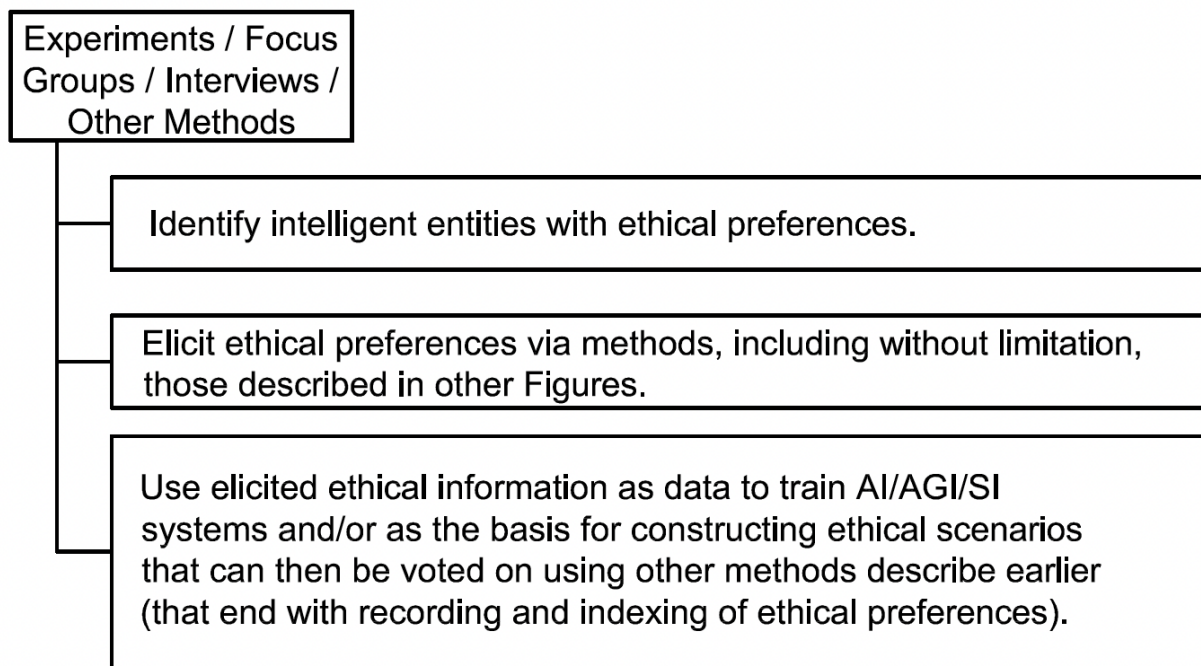 Experiments / Focus
Groups / Interviews /
Other Methods
Identify intelligent entities with ethical preferences.
Elicit ethical preferences via methods, including without limitation,
those described in other Figures.
Use elicited ethical information as data to train AI/AGI/SI
systems and/or as the basis for constructing ethical scenarios
that can then be voted on using other methods describe earlier
(that end with recording and indexing of ethical preferences).